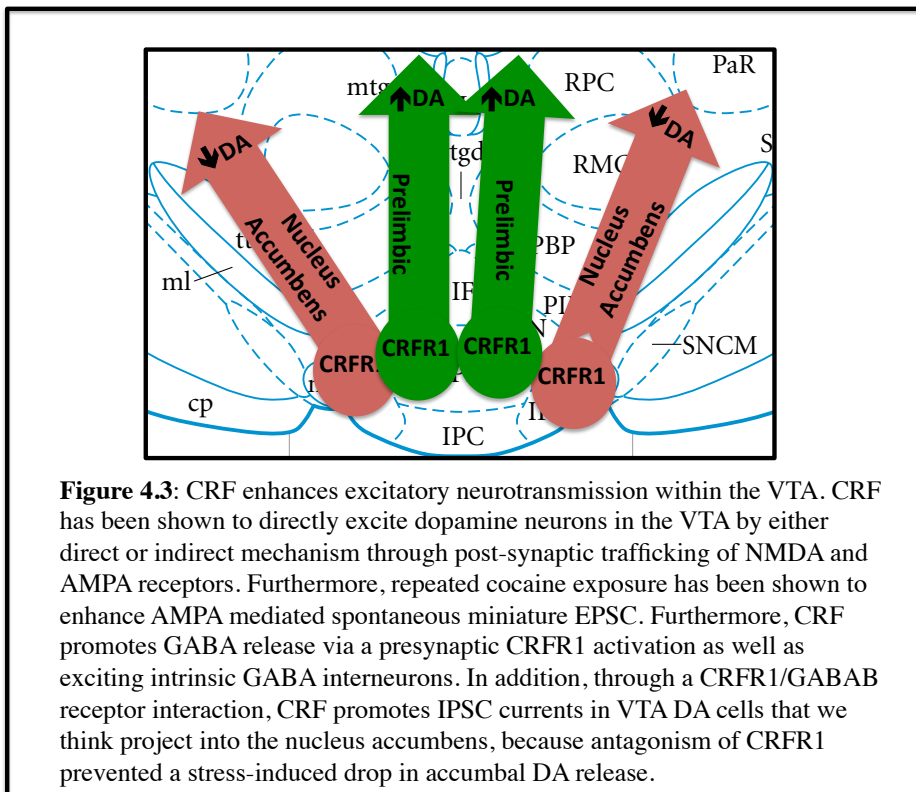 mtg
RPC
PaR
↑DA
↑DA
↓DA
↓DA
tgd
RMC
S
Prelimbic
Prelimbic
Nucleus
Accumbens
Nucleus
Accumbens
PBP
ml
IF
SNCM
CRFR1
CRFR1
CRFR1
cp
IPC
Figure 4.3: CRF enhances excitatory neurotransmission within the VTA. CRF
has been shown to directly excite dopamine neurons in the VTA by either
direct or indirect mechanism through post-synaptic trafficking of NMDA and
AMPA receptors. Furthermore, repeated cocaine exposure has been shown to
enhance AMPA mediated spontaneous miniature EPSC. Furthermore, CRF
promotes GABA release via a presynaptic CRFR1 activation as well as
exciting intrinsic GABA interneurons. In addition, through a CRFR1/GABAB
receptor interaction, CRF promotes IPSC currents in VTA DA cells that we
think project into the nucleus accumbens, because antagonism of CRFR1
prevented a stress-induced drop in accumbal DA release.